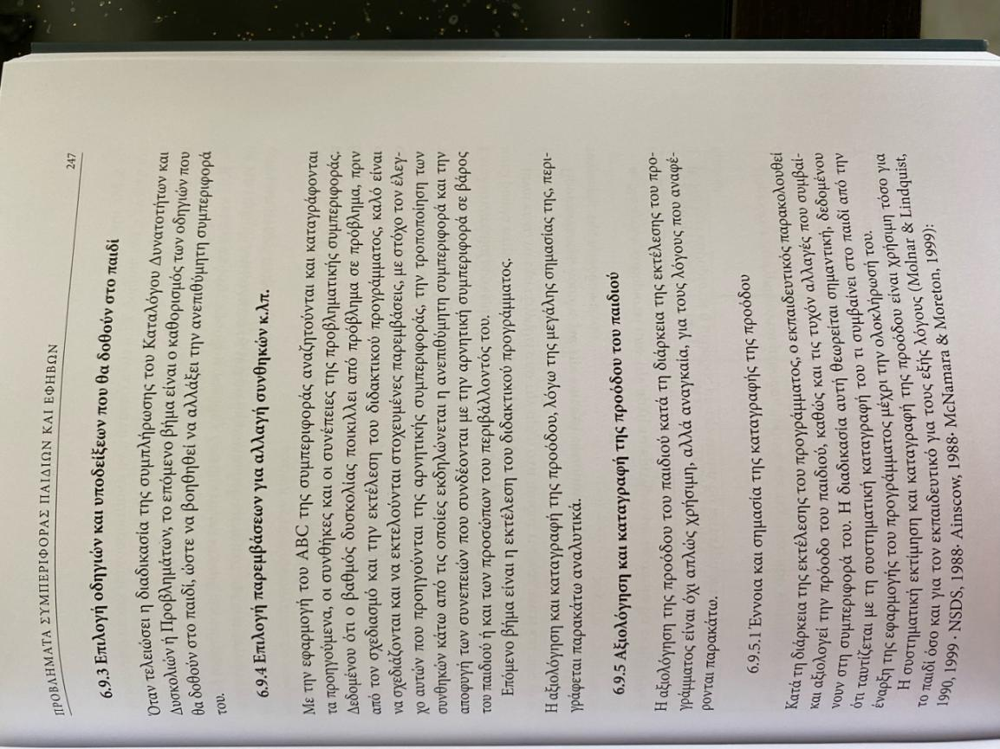 ΠΡΟΒΛΗΜΑΤΑ ΣΥΜΠΕΡΙΦΟΡΑΣ ΠΑΙΔΙΩΝ ΚΑΙ ΕΦΗΒΩΝ 247
6.9.3 Επιλογή οδηγιών και υποδείξεων που θα δοθούν στο παιδί
Όταν τελειώσει η διαδικασία της συμπλήρωσης του Καταλόγου Δυνατοτήτων και
Δυσκολιών ή Προβλημάτων, το επόμενο βήμα είναι ο καθορισμός των οδηγιών που
θα δοθούν στο παιδί, ώστε να βοηθηθεί να αλλάξει την ανεπιθύμητη συμπεριφορά
του.
6.9.4 Επιλογή παρεμβάσεων για αλλαγή συνθηκών κ.λπ.
Με την εφαρμογή του ABC της συμπεριφοράς αναζητούνται και καταγράφονται
τα προηγούμενα, οι συνθήκες και οι συνέπειες της προβληματικής συμπεριφοράς.
Δεδομένου ότι ο βαθμός δυσκολίας ποικίλλει από πρόβλημα σε πρόβλημα, πριν
από τον σχεδιασμό και την εκτέλεση του διδακτικού προγράμματος, καλό είναι
να σχεδιάζονται και να εκτελούνται στοχευμένες παρεμβάσεις, με στόχο τον έλεγ-
χο αυτών που προηγούνται της αρνητικής συμπεριφοράς, την τροποποίηση των
συνθηκών κάτω από τις οποίες εκδηλώνεται η ανεπιθύμητη συμπεριφορά και την
αποφυγή των συνεπειών που συνδέονται με την αρνητική συμπεριφορά σε βάρος
του παιδιού ή και των προσώπων του περιβάλλοντός του.
Επόμενο βήμα είναι η εκτέλεση του διδακτικού προγράμματος.
Η αξιολόγηση και καταγραφή της προόδου, λόγω της μεγάλης σημασίας της, περι-
γράφεται παρακάτω αναλυτικά.
6.9.5 Αξιολόγηση και καταγραφή της προόδου του παιδιού
Η αξιολόγηση της προόδου του παιδιού κατά τη διάρκεια της εκτέλεσης του προ-
γράμματος είναι όχι απλώς χρήσιμη, αλλά αναγκαία, για τους λόγους που αναφέ-
ρονται παρακάτω.
6.9.5.1 Έννοια και σημασία της καταγραφής της προόδου
Κατά τη διάρκεια της εκτέλεσης του προγράμματος, ο εκπαιδευτικός παρακολουθεί
και αξιολογεί την πρόοδο του παιδιού, καθώς και τις τυχόν αλλαγές που συμβαί-
νουν στη συμπεριφορά του. Η διαδικασία αυτή θεωρείται σημαντική, δεδομένου
ότι ταυτίζεται με τη συστηματική καταγραφή του τι συμβαίνει στο παιδί από την
έναρξη της εφαρμογής του προγράμματος μέχρι την ολοκλήρωσή του.
Η συστηματική εκτίμηση και καταγραφή της προόδου είναι χρήσιμη τόσο για
το παιδί όσο και για τον εκπαιδευτικό για τους εξής λόγους (Molnar & Lindquist,
1990, 1999 · NSDS, 1988· Ainscow, 1988· McNamara & Moreton, 1999):